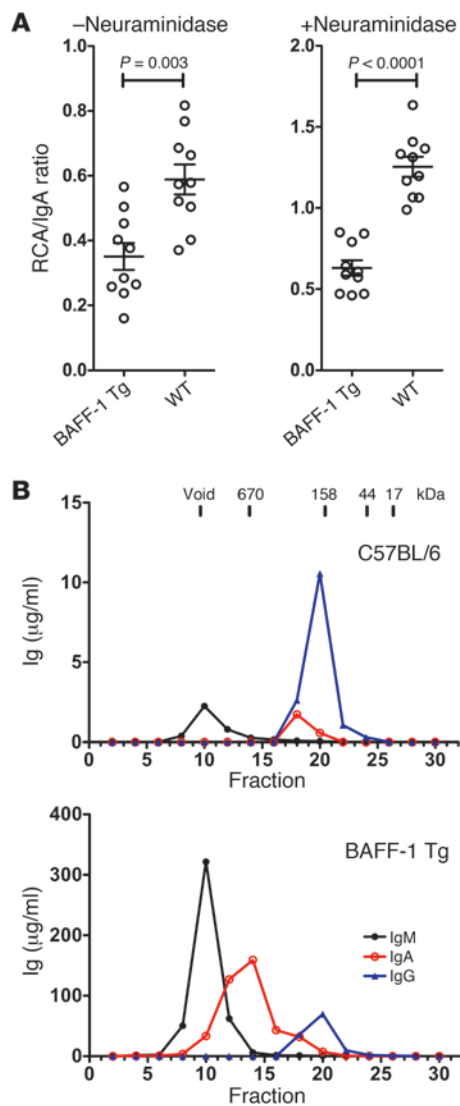 A
–Neuraminidase
+Neuraminidase
P = 0.003
P < 0.0001
RCA/IgA ratio
1.0
0.8
0.6
0.4
0.2
0.0
2.0
1.5
1.0
0.5
0.0
BAFF-1 Tg
WT
BAFF-1 Tg
WT
B
Void 670 158 44 17 kDa
C57BL/6
Ig (μg/ml)
15
10
5
0
0 5 10 15 20 25 30
Fraction
BAFF-1 Tg
Ig (μg/ml)
400
300
200
100
0
IgM
IgA
IgG
0 5 10 15 20 25 30
Fraction